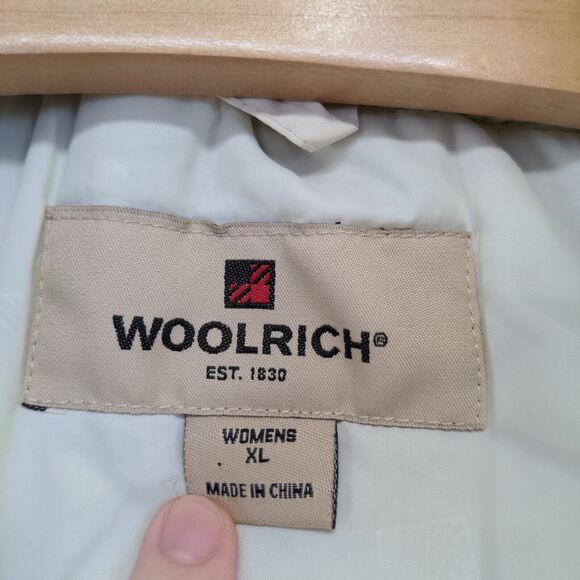 WOOLRICH®
EST. 1830
WOMENS
XL
MADE IN CHINA